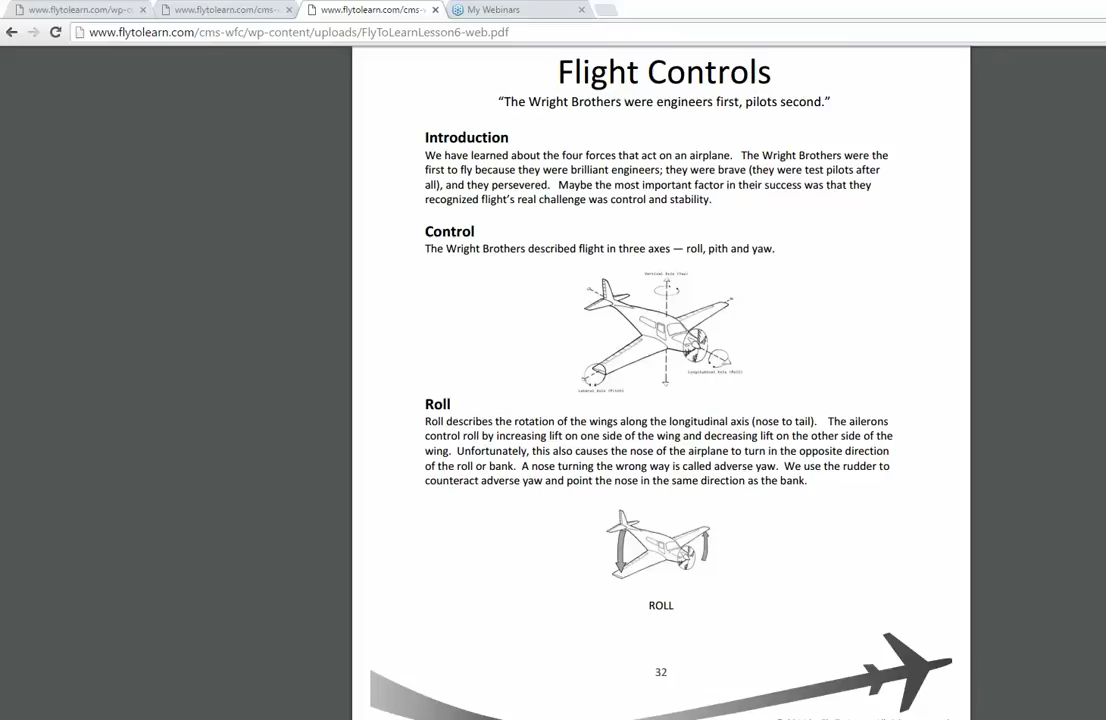 www.flytolearn.com/wp-c
www.flytolearn.com/cms-
www.flytolearn.com/cms-
My Webinars
www.flytolearn.com/cms-wfc/wp-content/uploads/FlyToLearnLesson6-web.pdf
Flight Controls
“The Wright Brothers were engineers first, pilots second.”
Introduction
We have learned about the four forces that act on an airplane. The Wright Brothers were the
first to fly because they were brilliant engineers; they were brave (they were test pilots after
all), and they persevered. Maybe the most important factor in their success was that they
recognized flight’s real challenge was control and stability.
Control
The Wright Brothers described flight in three axes — roll, pith and yaw.
Vertical Axis (Yaw)
Longitudinal Axis (Roll)
Lateral Axis (Pitch)
Roll
Roll describes the rotation of the wings along the longitudinal axis (nose to tail). The ailerons
control roll by increasing lift on one side of the wing and decreasing lift on the other side of the
wing. Unfortunately, this also causes the nose of the airplane to turn in the opposite direction
of the roll or bank. A nose turning the wrong way is called adverse yaw. We use the rudder to
counteract adverse yaw and point the nose in the same direction as the bank.
ROLL
32